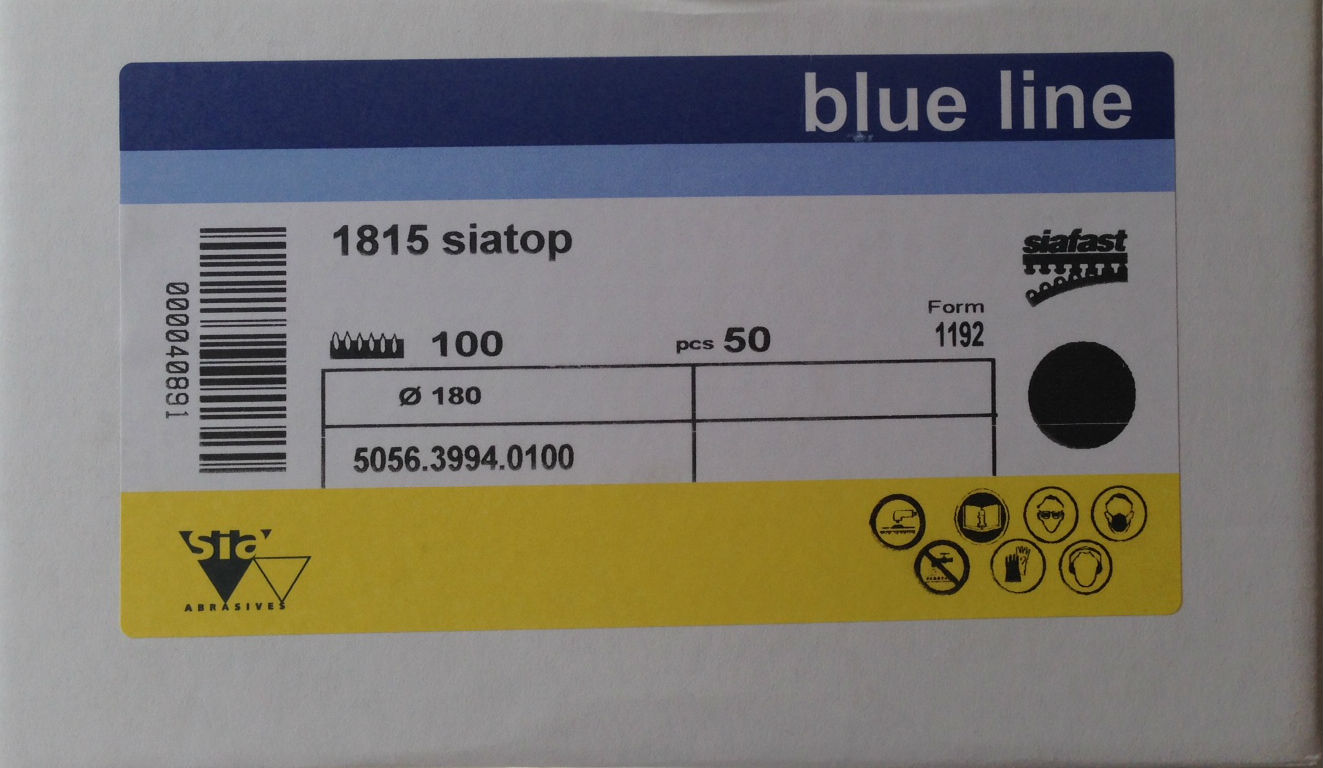 blue line
1815 siatop
siafast
000040891
Form
100
pcs 50
1192
Ø 180
5056.3994.0100
sia
ABRASIVES